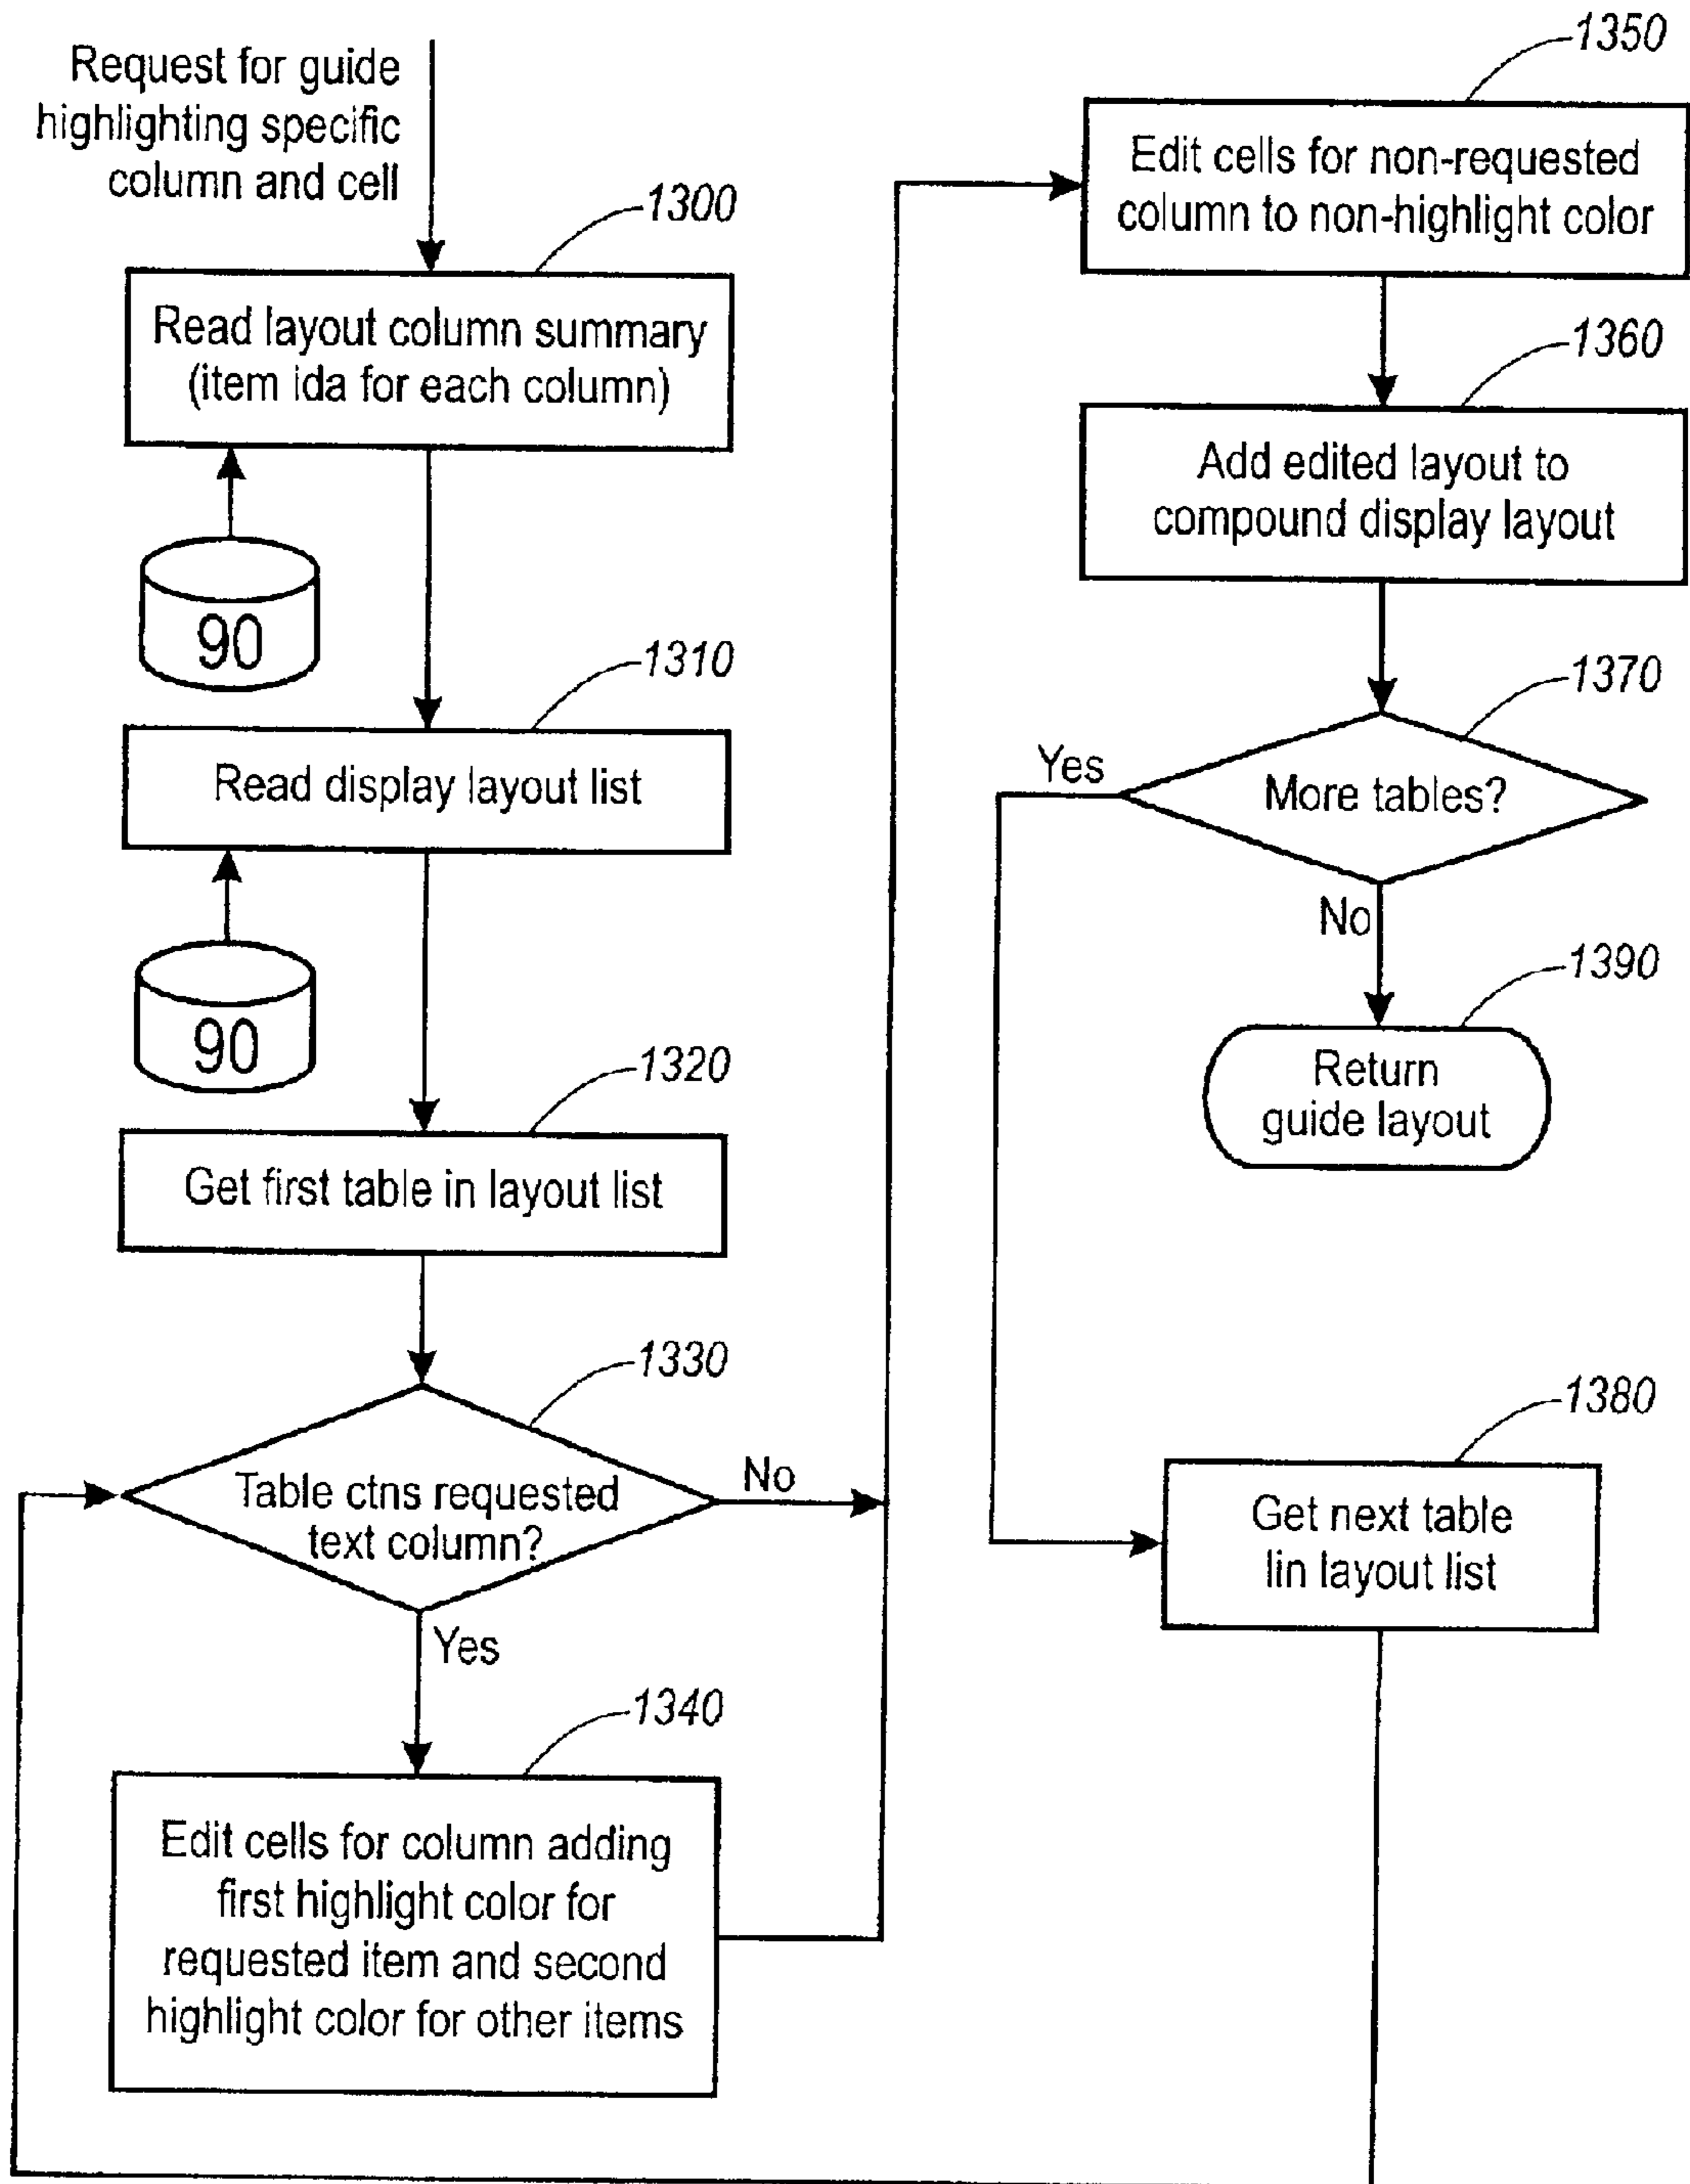 Request for guide
highlighting specific
column and cell
1300
Read layout column summary
(item ida for each column)
90
1310
Read display layout list
90
1320
Get first table in layout list
1330
Table ctns requested
text column?
No
Yes
1340
Edit cells for column adding
first highlight color for
requested item and second
highlight color for other items
1350
Edit cells for non-requested
column to non-highlight color
1360
Add edited layout to
compound display layout
1370
Yes
More tables?
No
1390
Return
guide layout
1380
Get next table
lin layout list